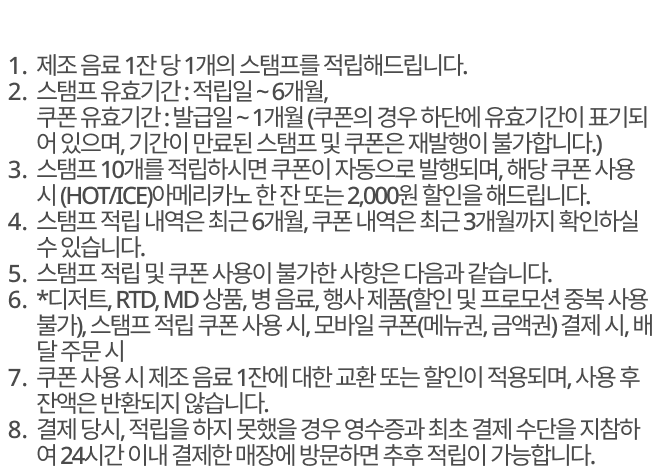 1. 제조 음료 1잔 당 1개의 스탬프를 적립해드립니다.
2. 스탬프 유효기간 : 적립일 ~ 6개월,
쿠폰 유효기간 : 발급일 ~ 1개월 (쿠폰의 경우 하단에 유효기간이 표기되
어 있으며, 기간이 만료된 스탬프 및 쿠폰은 재발행이 불가합니다.)
3. 스탬프 10개를 적립하시면 쿠폰이 자동으로 발행되며, 해당 쿠폰 사용
시 (HOT/ICE)아메리카노 한 잔 또는 2,000원 할인을 해드립니다.
4. 스탬프 적립 내역은 최근 6개월, 쿠폰 내역은 최근 3개월까지 확인하실
수 있습니다.
5. 스탬프 적립 및 쿠폰 사용이 불가한 사항은 다음과 같습니다.
6. *디저트, RTD, MD 상품, 병 음료, 행사 제품(할인 및 프로모션 중복 사용
불가), 스탬프 적립 쿠폰 사용 시, 모바일 쿠폰(메뉴권, 금액권) 결제 시, 배
달 주문 시
7. 쿠폰 사용 시 제조 음료 1잔에 대한 교환 또는 할인이 적용되며, 사용 후
잔액은 반환되지 않습니다.
8. 결제 당시, 적립을 하지 못했을 경우 영수증과 최초 결제 수단을 지참하
여 24시간 이내 결제한 매장에 방문하면 추후 적립이 가능합니다.